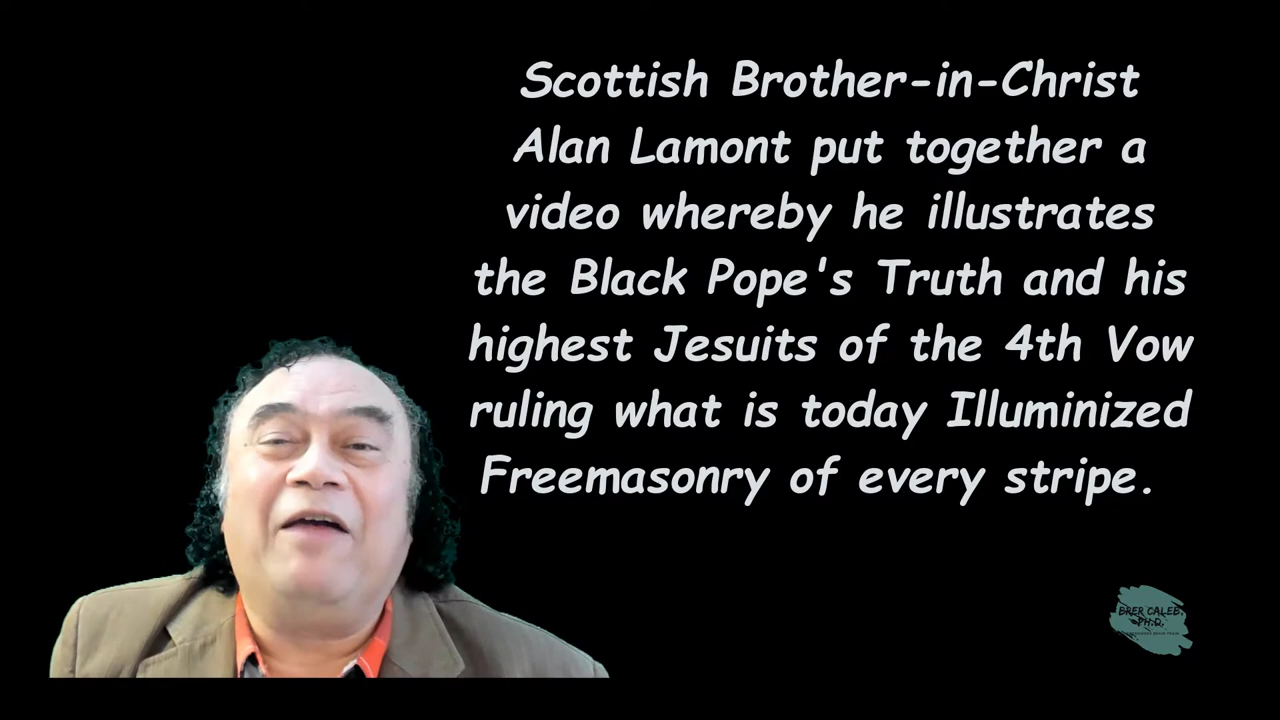 Scottish Brother-in-Christ
Alan Lamont put together a
video whereby he illustrates
the Black Pope's Truth and his
highest Jesuits of the 4th Vow
ruling what is today Illuminized
Freemasonry of every stripe.
BRER CALEB,
PH.D.